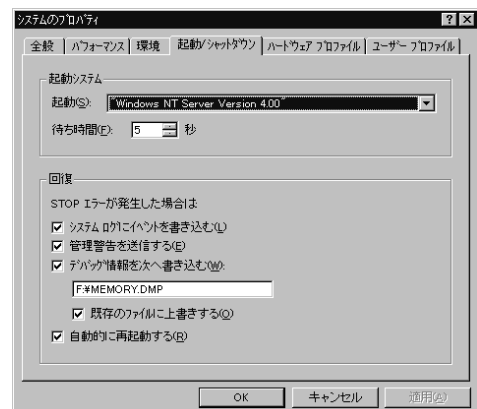 システムのプロパティ
全般 パフォーマンス 環境 起動/シャットダウン ハードウェア プロファイル ユーザー プロファイル
起動システム
起動(S): "Windows NT Server Version 4.00"
待ち時間(F): 5 秒
回復
STOP エラーが発生した場合は
システム ログにイベントを書き込む(L)
管理警告を送信する(E)
デバッグ情報を次へ書き込む(W):
F:¥MEMORY.DMP
既存のファイルに上書きする(O)
自動的に再起動する(R)
OK キャンセル 適用(A)